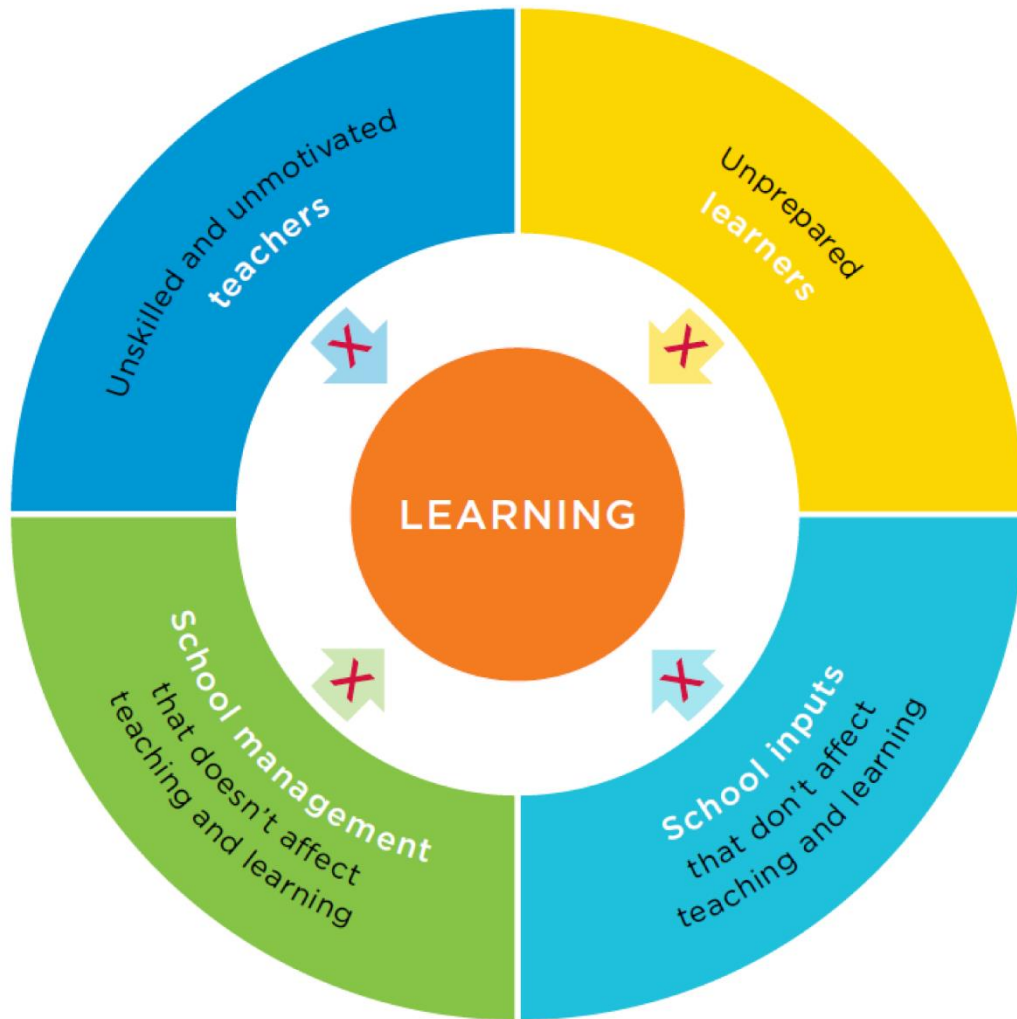 Unskilled and unmotivated
teachers
Unprepared
learners
LEARNING
School management
that doesn't affect
teaching and learning
School inputs
that don't affect
teaching and learning